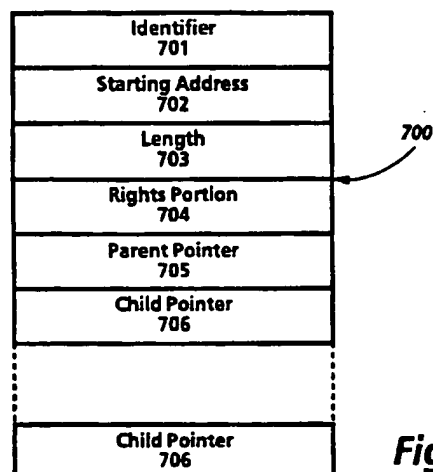 Identifier
701
Starting Address
702
Length
703
700
Rights Portion
704
Parent Pointer
705
Child Pointer
706
Child Pointer
706
Fig